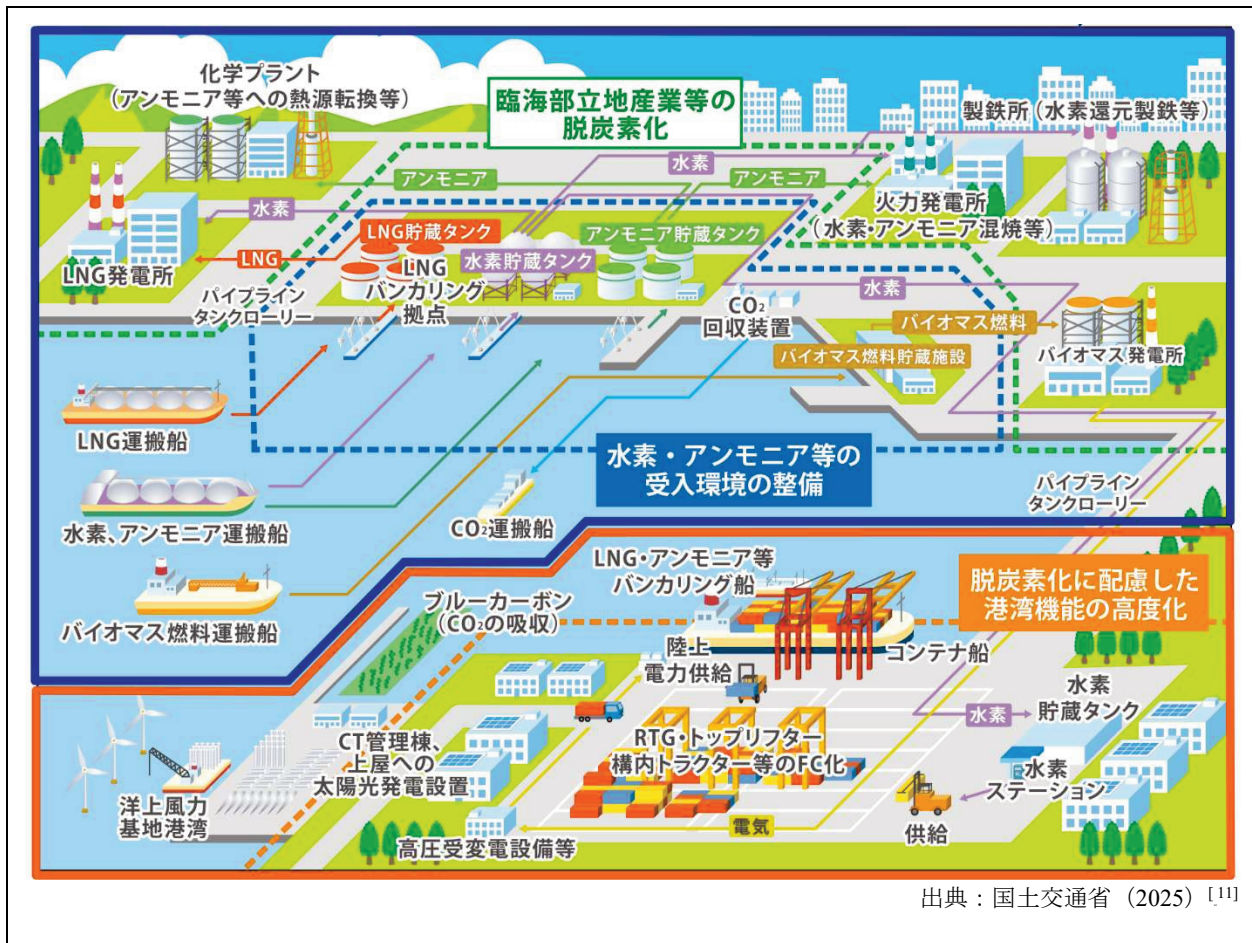 化学プラント
(アンモニア等への熱源転換等)
臨海部立地産業等の
脱炭素化
製鉄所(水素還元製鉄等)
水素
アンモニア
アンモニア
火力発電所
(水素・アンモニア混焼等)
水素
LNG貯蔵タンク
アンモニア貯蔵タンク
水素貯蔵タンク
LNG
LNG発電所
LNG
バンカリング
拠点
パイプライン
タンクローリー
CO2
回収装置
水素
バイオマス燃料
バイオマス燃料貯蔵施設
バイオマス発電所
LNG運搬船
水素・アンモニア等の
受入環境の整備
パイプライン
タンクローリー
水素、アンモニア運搬船
CO2運搬船
LNG・アンモニア等
バンカリング船
脱炭素化に配慮した
港湾機能の高度化
バイオマス燃料運搬船
ブルーカーボン
(CO2の吸収)
陸上
電力供給
コンテナ船
水素
貯蔵タンク
水素
CT管理棟、
上屋への
太陽光発電設置
RTG・トップリフター
構内トラクター等のFC化
水素
ステーション
洋上風力
基地港湾
電気
供給
高圧受変電設備等
出典：国土交通省（2025）[11]